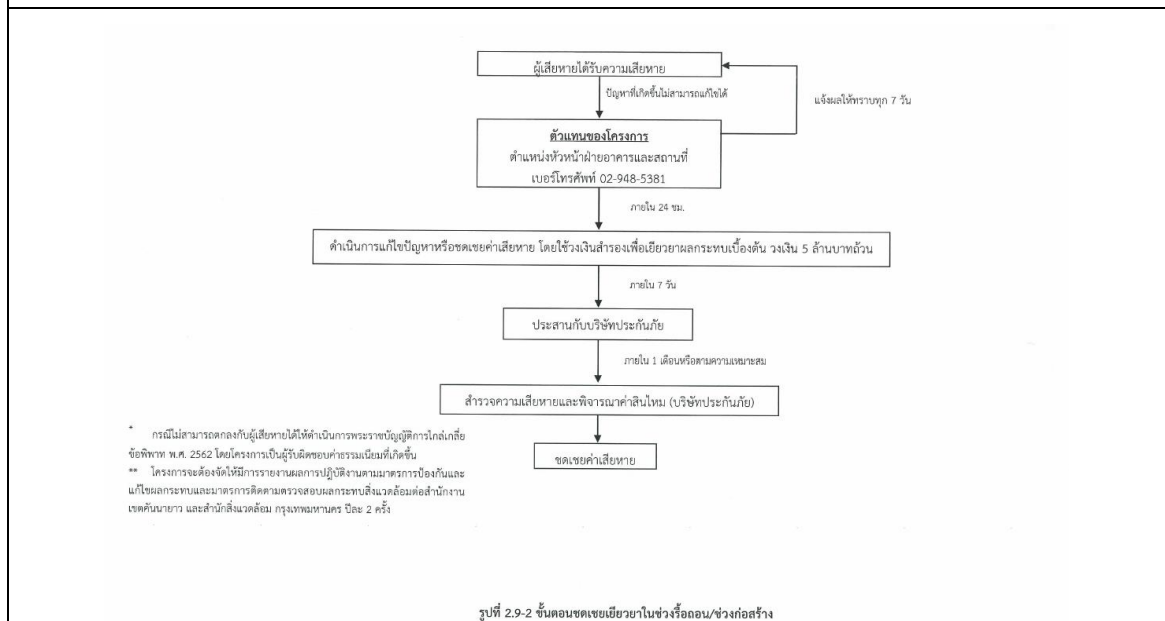 ผู้เสียหายได้รับความเสียหาย
ปัญหาที่เกิดขึ้นไม่สามารถแก้ไขได้
แจ้งผลให้ทราบทุก 7 วัน
ตัวแทนของโครงการ
ตำแหน่งหัวหน้าฝ่ายอาคารและสถานที่
เบอร์โทรศัพท์ 02-948-5381
ภายใน 24 ชม.
ดำเนินการแก้ไขปัญหาหรือชดเชยค่าเสียหาย โดยใช้วงเงินสำรองเพื่อเยียวยาผลกระทบเบื้องต้น วงเงิน 5 ล้านบาทถ้วน
ภายใน 7 วัน
ประสานกับบริษัทประกันภัย
ภายใน 1 เดือนหรือตามความเหมาะสม
สำรวจความเสียหายและพิจารณาค่าสินไหม (บริษัทประกันภัย)
ชดเชยค่าเสียหาย
* กรณีไม่สามารถตกลงกับผู้เสียหายได้ให้ดำเนินการพระราชบัญญัติการไกล่เกลี่ย
ข้อพิพาท พ.ศ. 2562 โดยโครงการเป็นผู้รับผิดชอบค่าธรรมเนียมที่เกิดขึ้น
** โครงการจะต้องจัดให้มีการรายงานผลการปฏิบัติงานตามมาตรการป้องกันและ
แก้ไขผลกระทบและมาตรการติดตามตรวจสอบผลกระทบสิ่งแวดล้อมต่อสำนักงาน
เขตคันนายาว และสำนักสิ่งแวดล้อม กรุงเทพมหานคร ปีละ 2 ครั้ง
รูปที่ 2.9-2 ขั้นตอนชดเชยเยียวยาในช่วงรื้อถอน/ช่วงก่อสร้าง